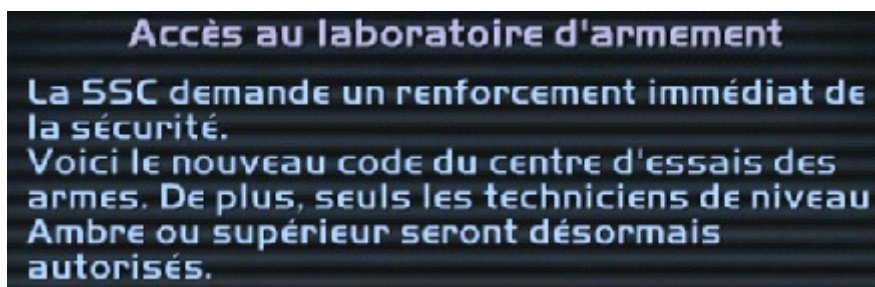 Accès au laboratoire d'armement
La SSC demande un renforcement immédiat de
la sécurité.
Voici le nouveau code du centre d'essais des
armes. De plus, seuls les techniciens de niveau
Ambre ou supérieur seront désormais
autorisés.